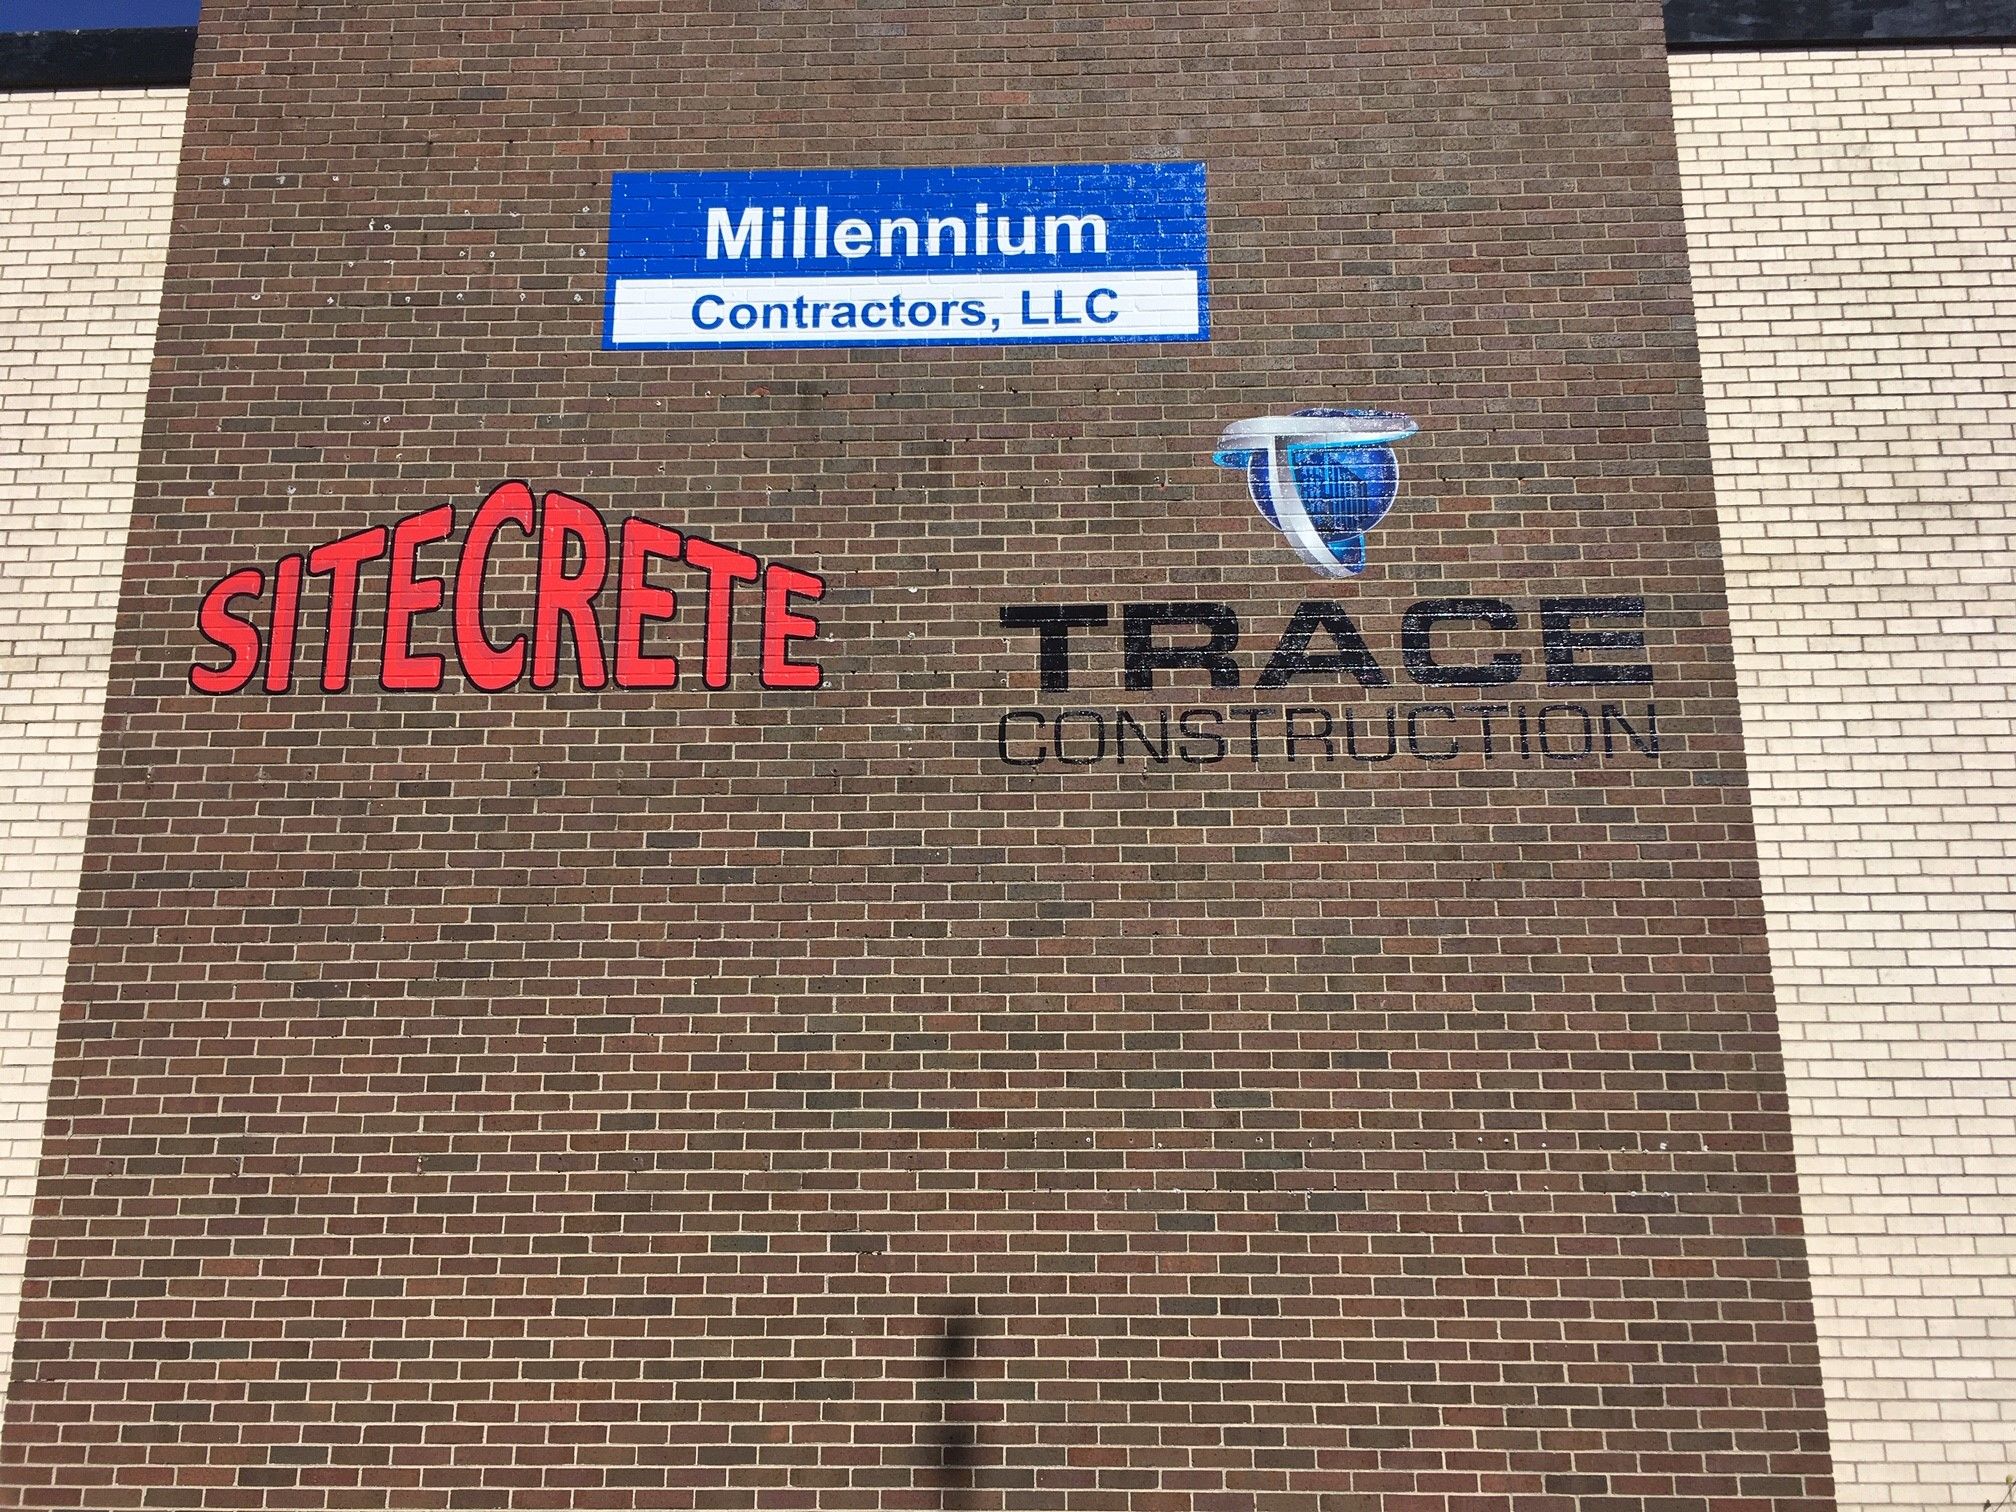 Millennium
Contractors, LLC
SITECRETE
TRACE
CONSTRUCTION